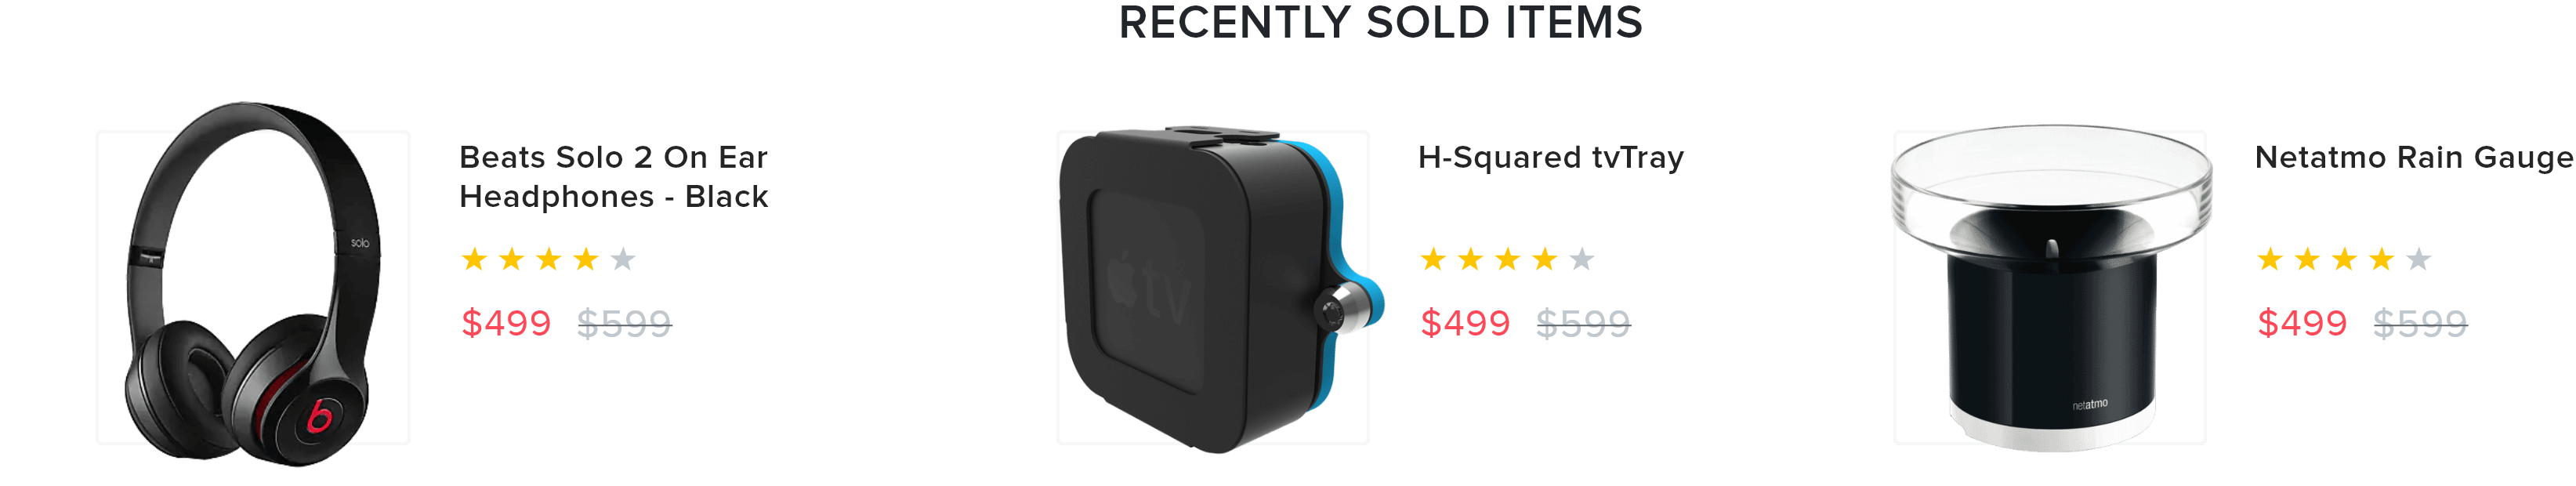 RECENTLY SOLD ITEMS
solo
b
Beats Solo 2 On Ear
Headphones - Black
$499 $599
tv
H-Squared tvTray
$499 $599
netatmo
Netatmo Rain Gauge
$499 $599